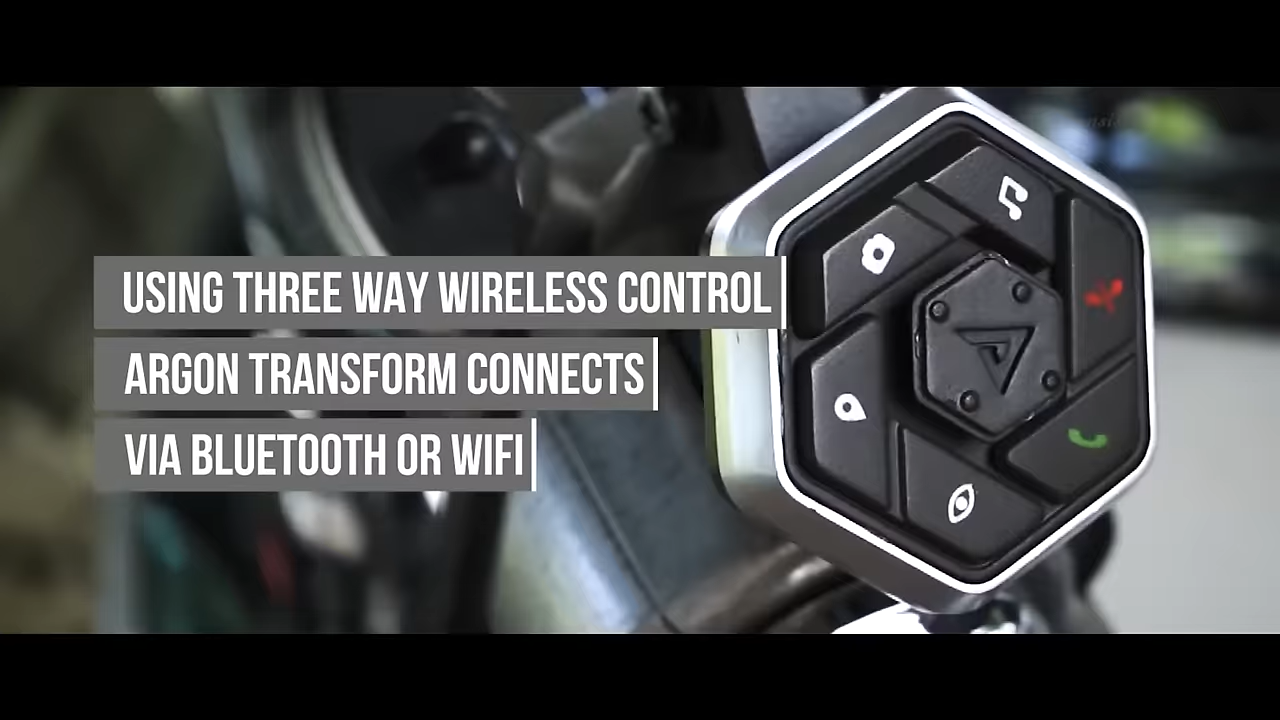 USING THREE WAY WIRELESS CONTROL
ARGON TRANSFORM CONNECTS
VIA BLUETOOTH OR WIFI